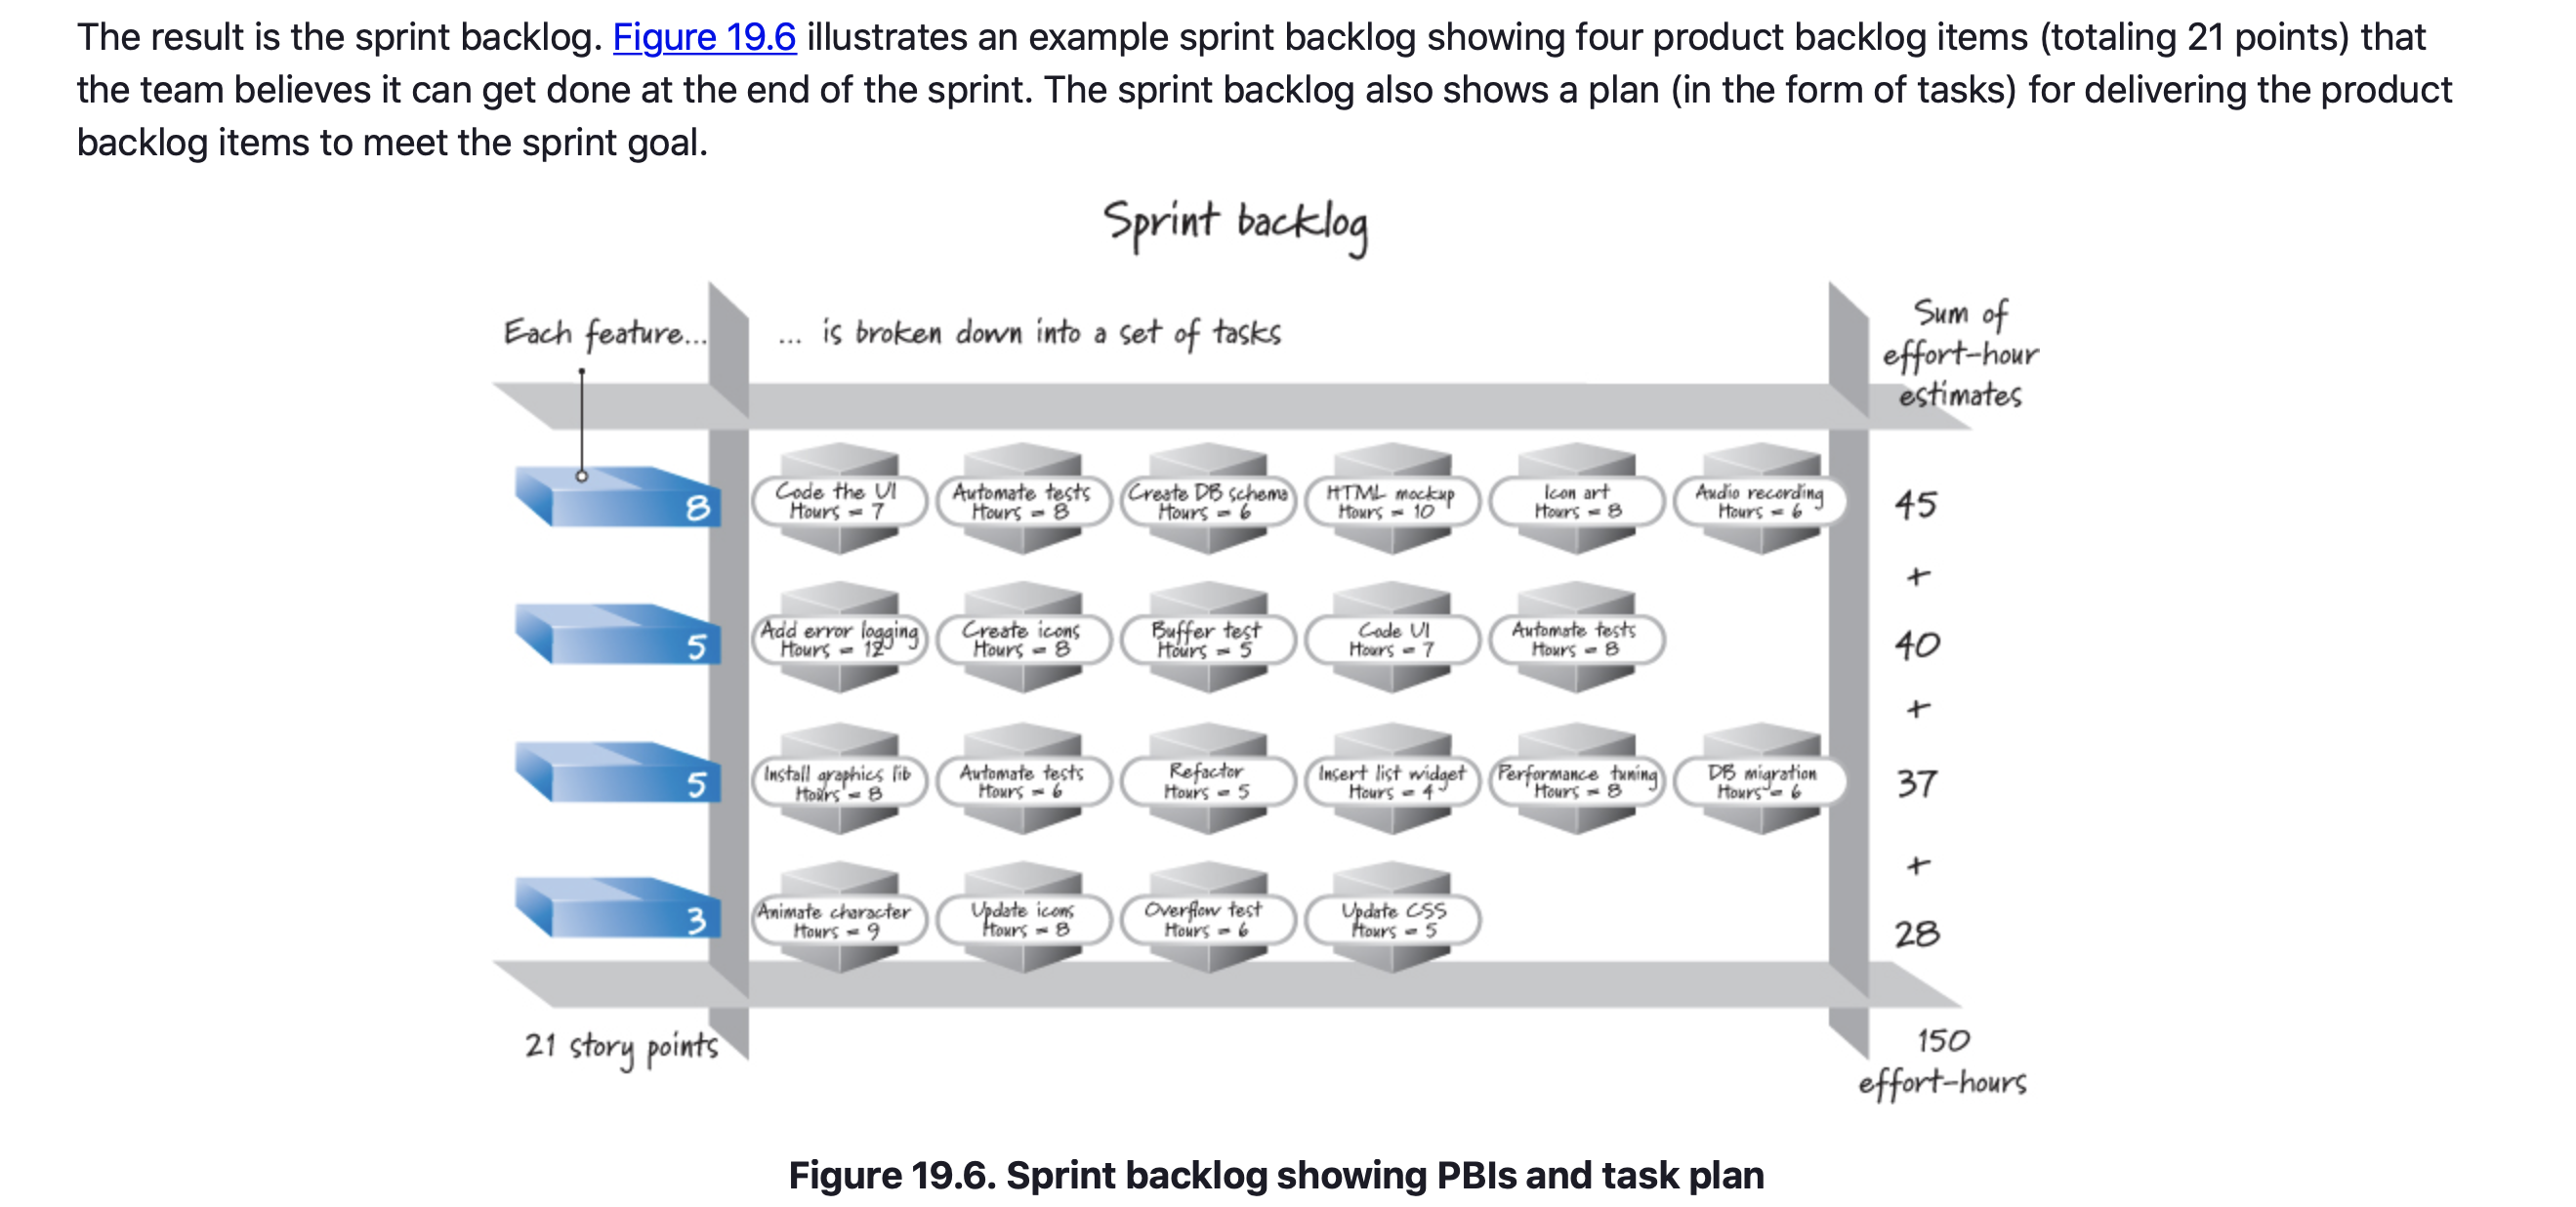 The result is the sprint backlog. Figure 19.6 illustrates an example sprint backlog showing four product backlog items (totaling 21 points) that
the team believes it can get done at the end of the sprint. The sprint backlog also shows a plan (in the form of tasks) for delivering the product
backlog items to meet the sprint goal.
Sprint backlog
Each feature...
... is broken down into a set of tasks
Sum of
effort-hour
estimates
8
Code the UI
Hours = 7
Automate tests
Hours = 8
Create DB schema
Hours = 6
HTML mockup
Hours = 10
Icon art
Hours = 8
Audio recording
Hours = 6
45
+
5
Add error logging
Hours = 12
Create icons
Hours = 8
Buffer test
Hours = 5
Code UI
Hours = 7
Automate tests
Hours = 8
40
+
5
Install graphics lib
Hours = 8
Automate tests
Hours = 6
Refactor
Hours = 5
Insert list widget
Hours = 4
Performance tuning
Hours = 8
DB migration
Hours = 6
37
+
3
Animate character
Hours = 9
Update icons
Hours = 8
Overflow test
Hours = 6
Update CSS
Hours = 5
28
21 story points
150
effort-hours
Figure 19.6. Sprint backlog showing PBIs and task plan